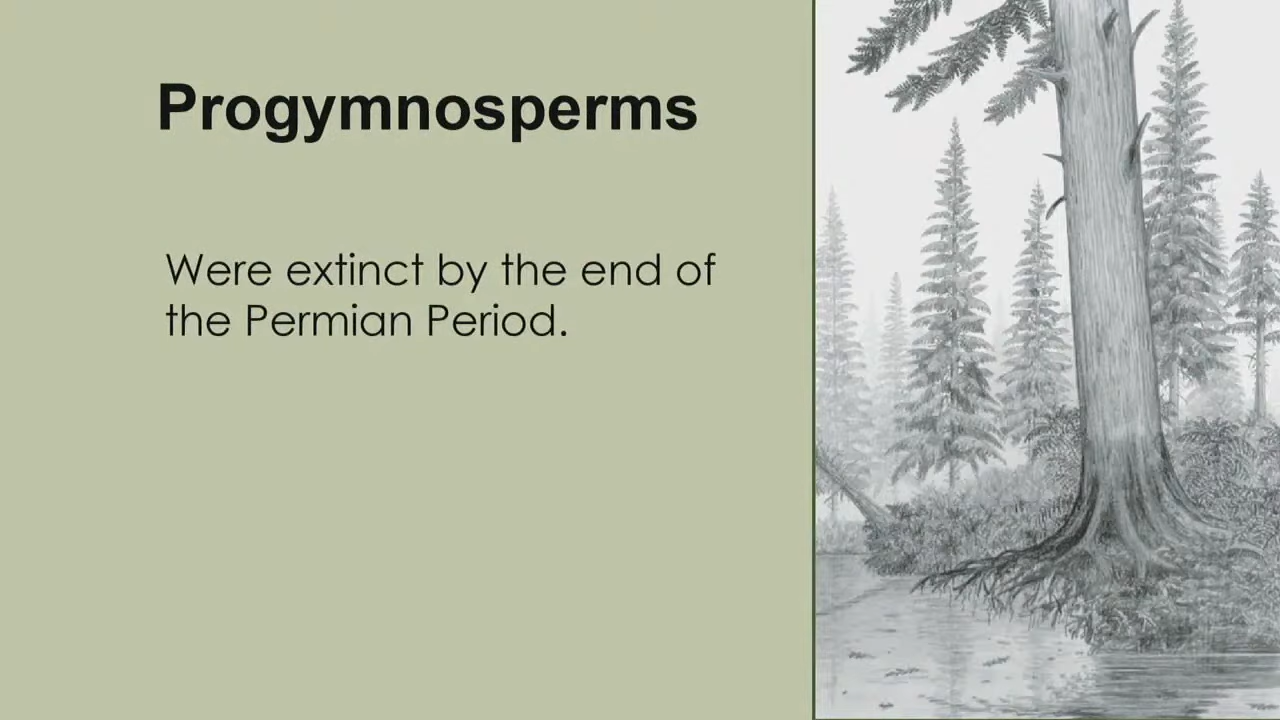 Progymnosperms
Were extinct by the end of
the Permian Period.